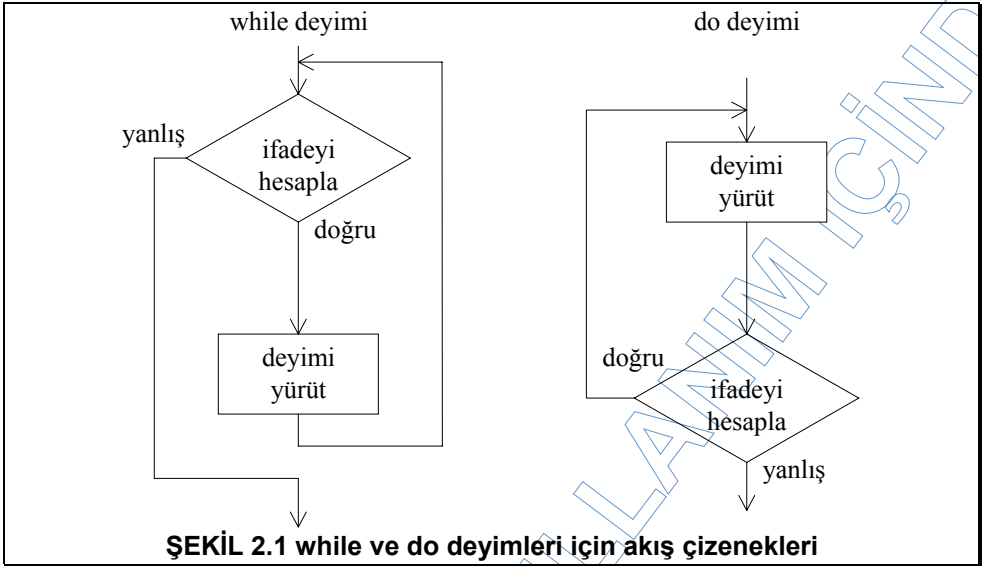 while deyimi
yanlış
ifadeyi
hesapla
doğru
deyimi
yürüt
do deyimi
deyimi
yürüt
doğru
ifadeyi
hesapla
yanlış
ŞEKİL 2.1 while ve do deyimleri için akış çizenekleri